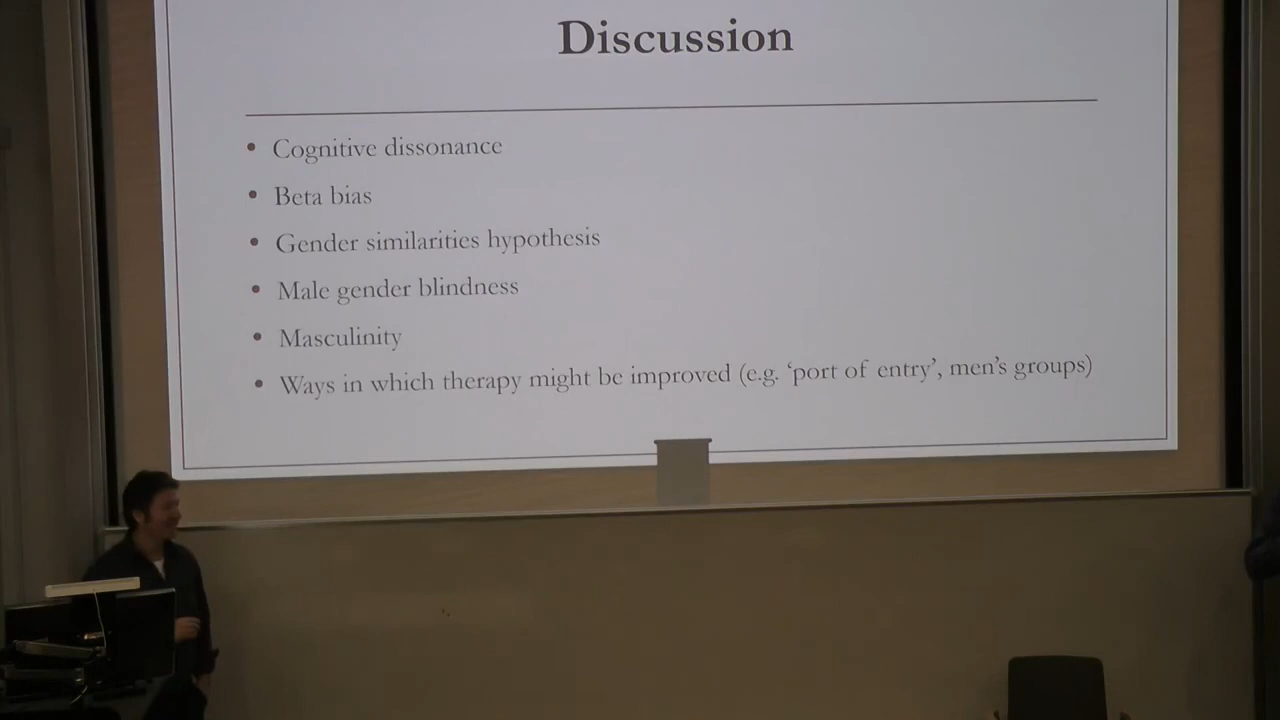 Discussion
• Cognitive dissonance
• Beta bias
• Gender similarities hypothesis
• Male gender blindness
• Masculinity
• Ways in which therapy might be improved (e.g. ‘port of entry’, men’s groups)